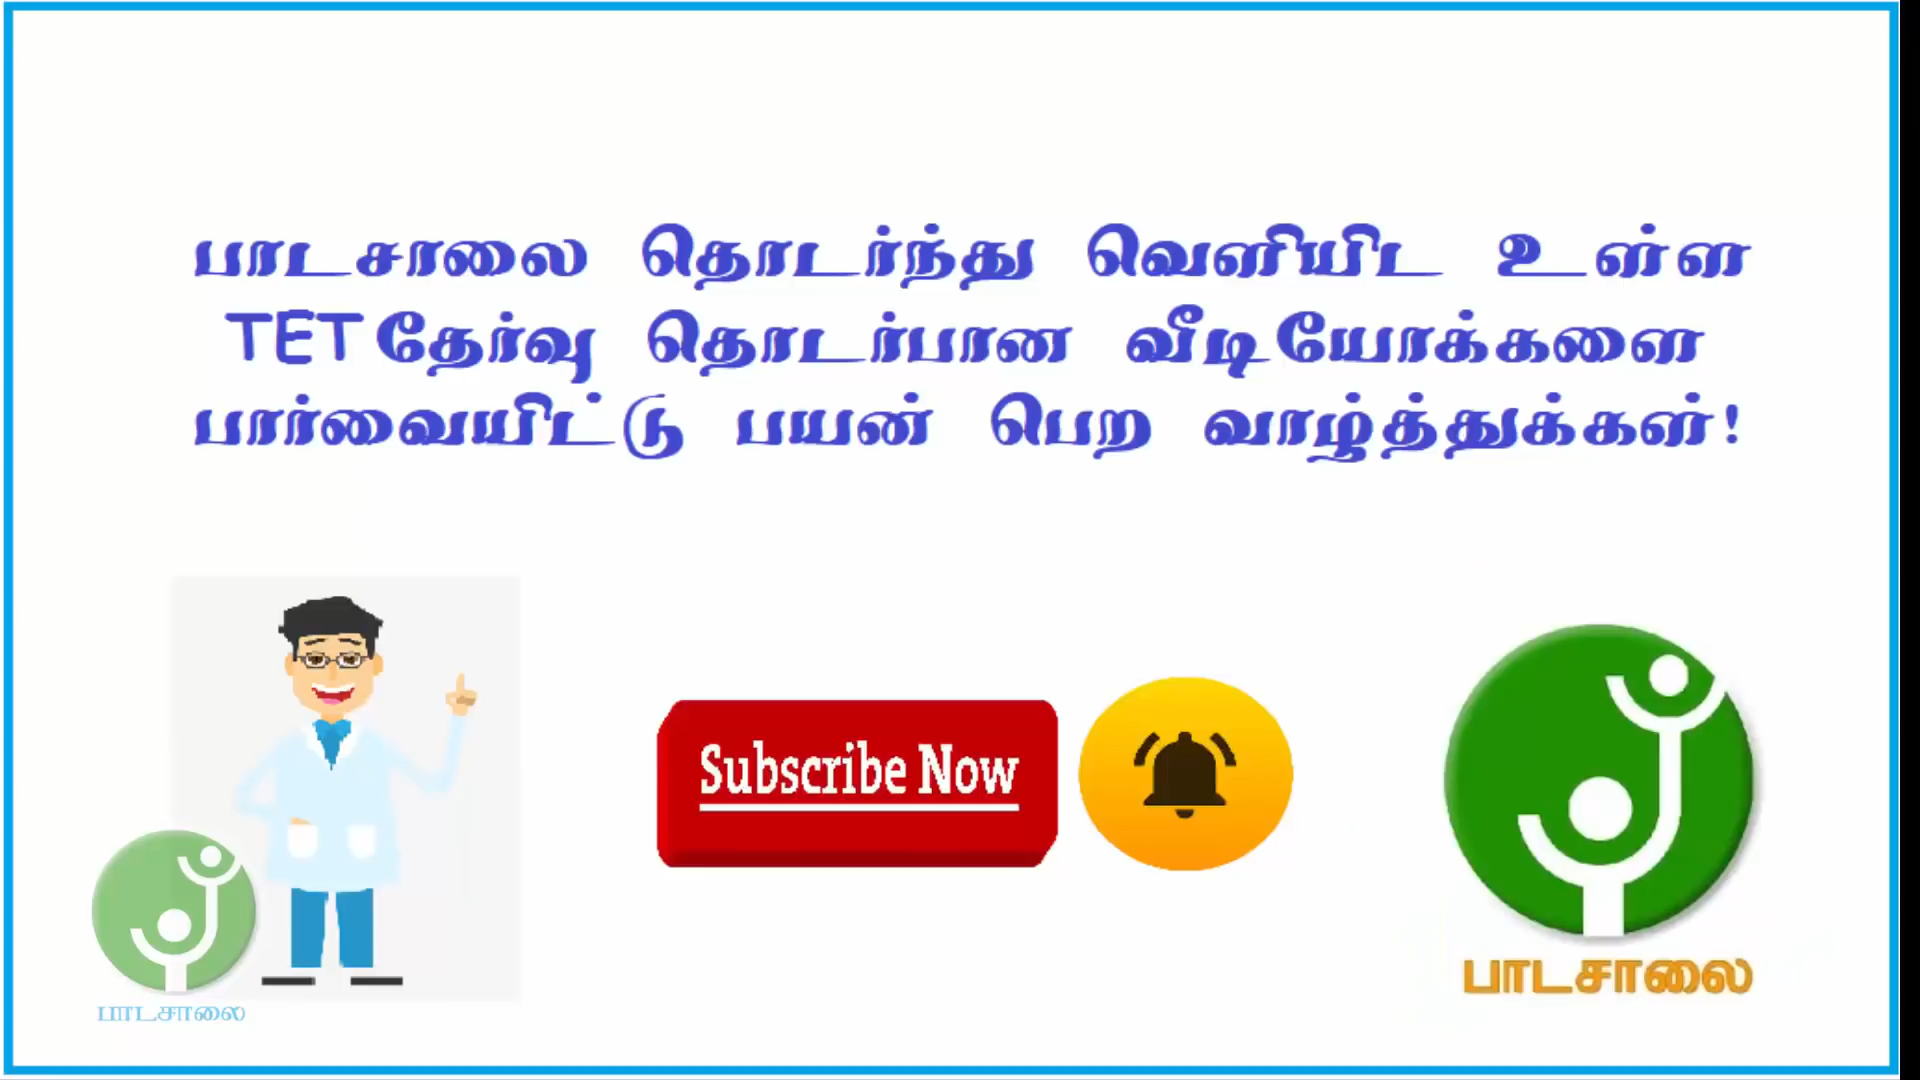 பாடசாலை தொடர்ந்து வெளியிட உள்ள
TET தேர்வு தொடர்பான வீடியோக்களை
பார்வையிட்டு பயன் பெற வாழ்த்துக்கள்!
Subscribe Now
பாடசாலை
பாடசாலை